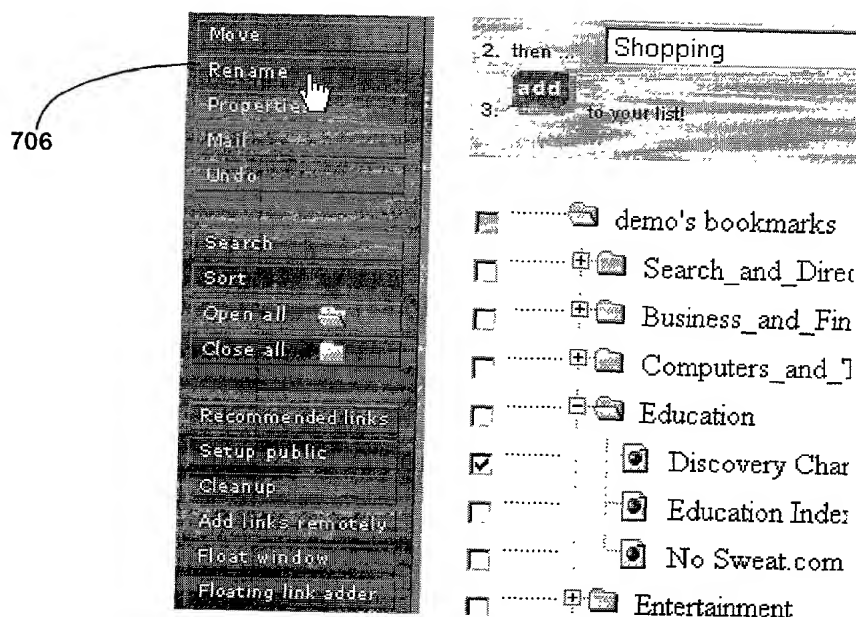 Move
Rename
706
Properties
Mail
Undo
Search
Sort
Open all
Close all
Recommended links
Setup public
Cleanup
Add links remotely
Float window
Floating link adder
2. then ... Shopping
3. add to your list!
demo's bookmarks
Search_and_Direc
Business_and_Fin
Computers_and_T
Education
Discovery Char
Education Index
No Sweat.com
Entertainment